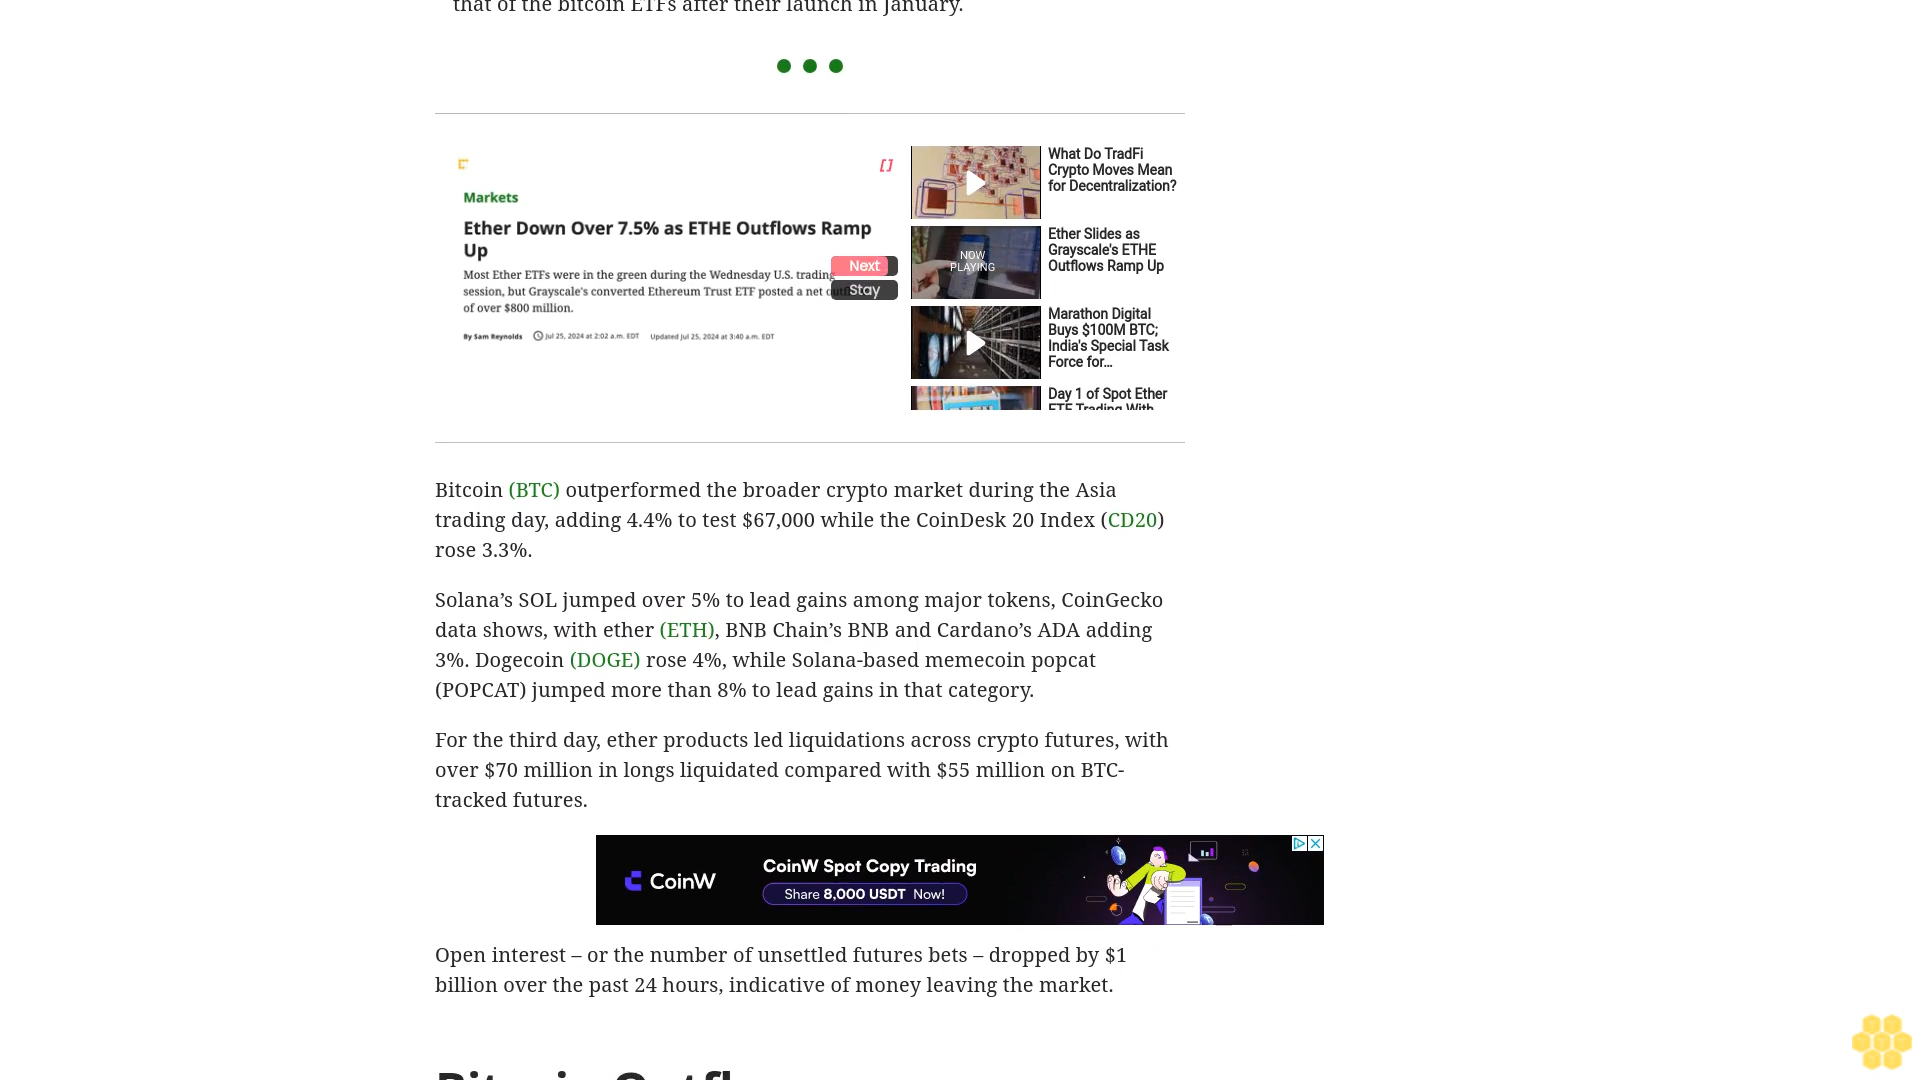 that of the bitcoin ETFs after their launch in January.
Markets
Ether Down Over 7.5% as ETHE Outflows Ramp
Up
Most Ether ETFs were in the green during the Wednesday U.S. trading
session, but Grayscale's converted Ethereum Trust ETF posted a net
of over $800 million.
By Sam Reynolds Jul 25, 2024 at 2:02 a.m. EDT Updated Jul 25, 2024 at 3:40 a.m. EDT
Next
Stay
What Do TradFi
Crypto Moves Mean
for Decentralization?
NOW
PLAYING
Ether Slides as
Grayscale's ETHE
Outflows Ramp Up
Marathon Digital
Buys $100M BTC;
India's Special Task
Force for...
Day 1 of Spot Ether
ETF Trading With
Bitcoin (BTC) outperformed the broader crypto market during the Asia
trading day, adding 4.4% to test $67,000 while the CoinDesk 20 Index (CD20)
rose 3.3%.
Solana’s SOL jumped over 5% to lead gains among major tokens, CoinGecko
data shows, with ether (ETH), BNB Chain’s BNB and Cardano’s ADA adding
3%. Dogecoin (DOGE) rose 4%, while Solana-based memecoin popcat
(POPCAT) jumped more than 8% to lead gains in that category.
For the third day, ether products led liquidations across crypto futures, with
over $70 million in longs liquidated compared with $55 million on BTC-
tracked futures.
CoinW
CoinW Spot Copy Trading
Share 8,000 USDT Now!
Open interest – or the number of unsettled futures bets – dropped by $1
billion over the past 24 hours, indicative of money leaving the market.